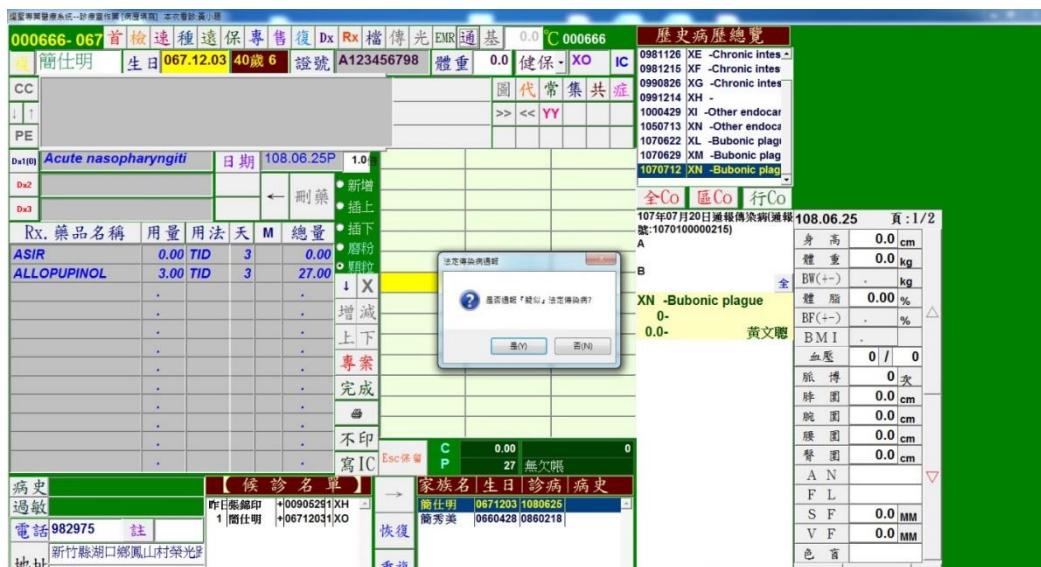 000666- 067 首 檢 速 種 遠 保 專 售 復 Dx Rx 檔 傳 光 EMR 通 基 0.0 ℃ 000666
簡仕明 生日 067.12.03 40歲 6 證號 A123456798 體重 0.0 健保 XO IC
CC 圖 代 常 集 共 症
↓ ↑ >> << YY
PE
Dx1(0) Acute nasopharyngiti 日期 108.06.25P 1.0
Dx2 ← 刪藥 新增
Dx3 插上
Rx. 藥品名稱 用量 用法 天 M 總量 插下
ASIR 0.00 TID 3 0.00 磨粉
ALLOPUPINOL 3.00 TID 3 27.00 顆粒
↓ X
增 減
上 下
專案
完成
不印
寫IC
Esc保留
C 0.00 0
P 27 無欠帳
法定傳染病通報
是否通報『疑似』法定傳染病?
是(Y) 否(N)
歷史病歷總覽
0981126 XE -Chronic intes
0981215 XF -Chronic intes
0990826 XG -Chronic intes
0991214 XH -
1000429 XI -Other endocar
1050713 XN -Other endoca
1070622 XL -Bubonic plagu
1070629 XM -Bubonic plag
1070712 XN -Bubonic plag
全Co 區Co 行Co
107年07月20日通報傳染病(通報
號:1070100000215)
A
B
全
XN -Bubonic plague
0-
0.0- 黃文聰
108.06.25 頁:1/2
身高 0.0 cm
體重 0.0 kg
BW(+-) . kg
體脂 0.00 %
BF(+-) . %
BMI .
血壓 0 / 0
脈搏 0 次
脖圍 0.0 cm
腕圍 0.0 cm
腰圍 0.0 cm
臀圍 0.0 cm
A N
F L
S F 0.0 MM
V F 0.0 MM
色盲
病史
過敏
電話 982975 註
新竹縣湖口鄉鳳山村榮光
地址
【候診名單】
昨日張錦印 +00905291 XH
1 簡仕明 +06712031 XO
→
恢復
重複
家族名 生日 診病 病史
簡仕明 0671203 1080625
簡秀美 0660428 0860218